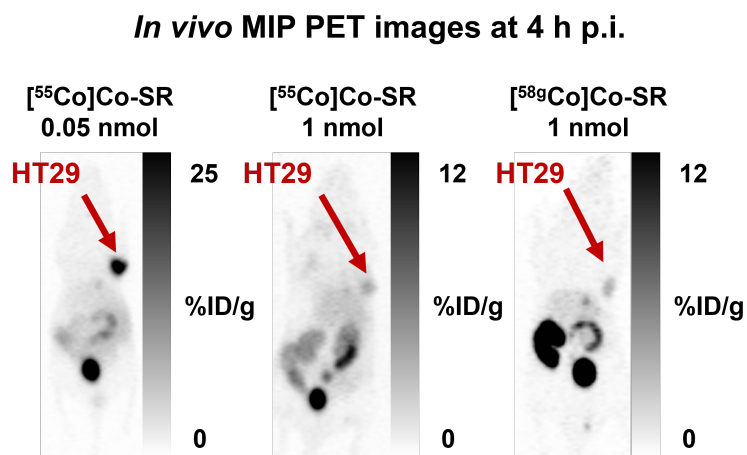 In vivo MIP PET images at 4 h p.i.
[⁵⁵Co]Co-SR
0.05 nmol
[⁵⁵Co]Co-SR
1 nmol
[⁵⁸ᵍCo]Co-SR
1 nmol
HT29
25
%ID/g
0
HT29
12
%ID/g
0
HT29
12
%ID/g
0